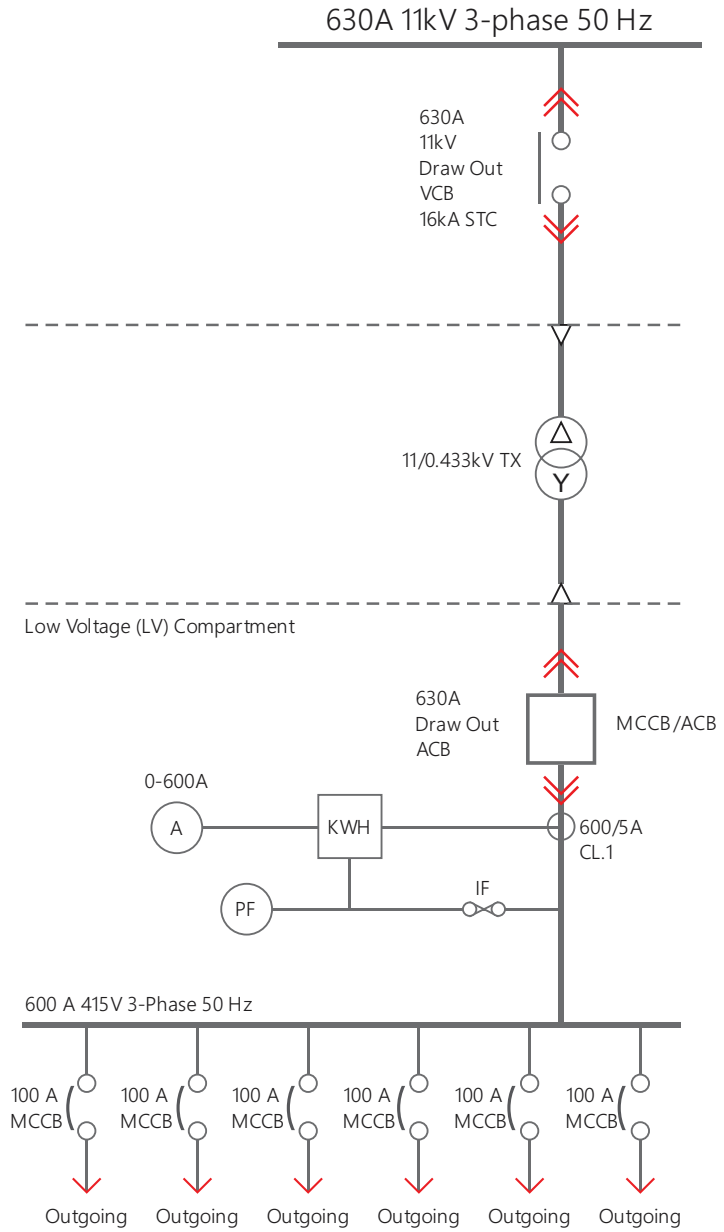 630A 11kV 3-phase 50 Hz
630A
11kV
Draw Out
VCB
16kA STC
11/0.433kV TX
Y
Low Voltage (LV) Compartment
630A
Draw Out
ACB
MCCB/ACB
0-600A
A
KWH
600/5A
CL.1
PF
IF
600 A 415V 3-Phase 50 Hz
100 A
MCCB
100 A
MCCB
100 A
MCCB
100 A
MCCB
100 A
MCCB
100 A
MCCB
Outgoing
Outgoing
Outgoing
Outgoing
Outgoing
Outgoing